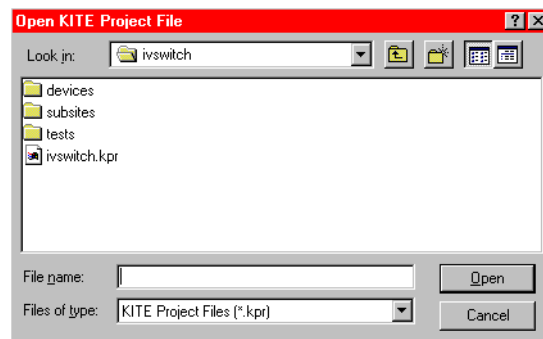 Open KITE Project File
Look in: ivswitch
devices
subsites
tests
ivswitch.kpr
File name:
Open
Files of type: KITE Project Files (*.kpr)
Cancel